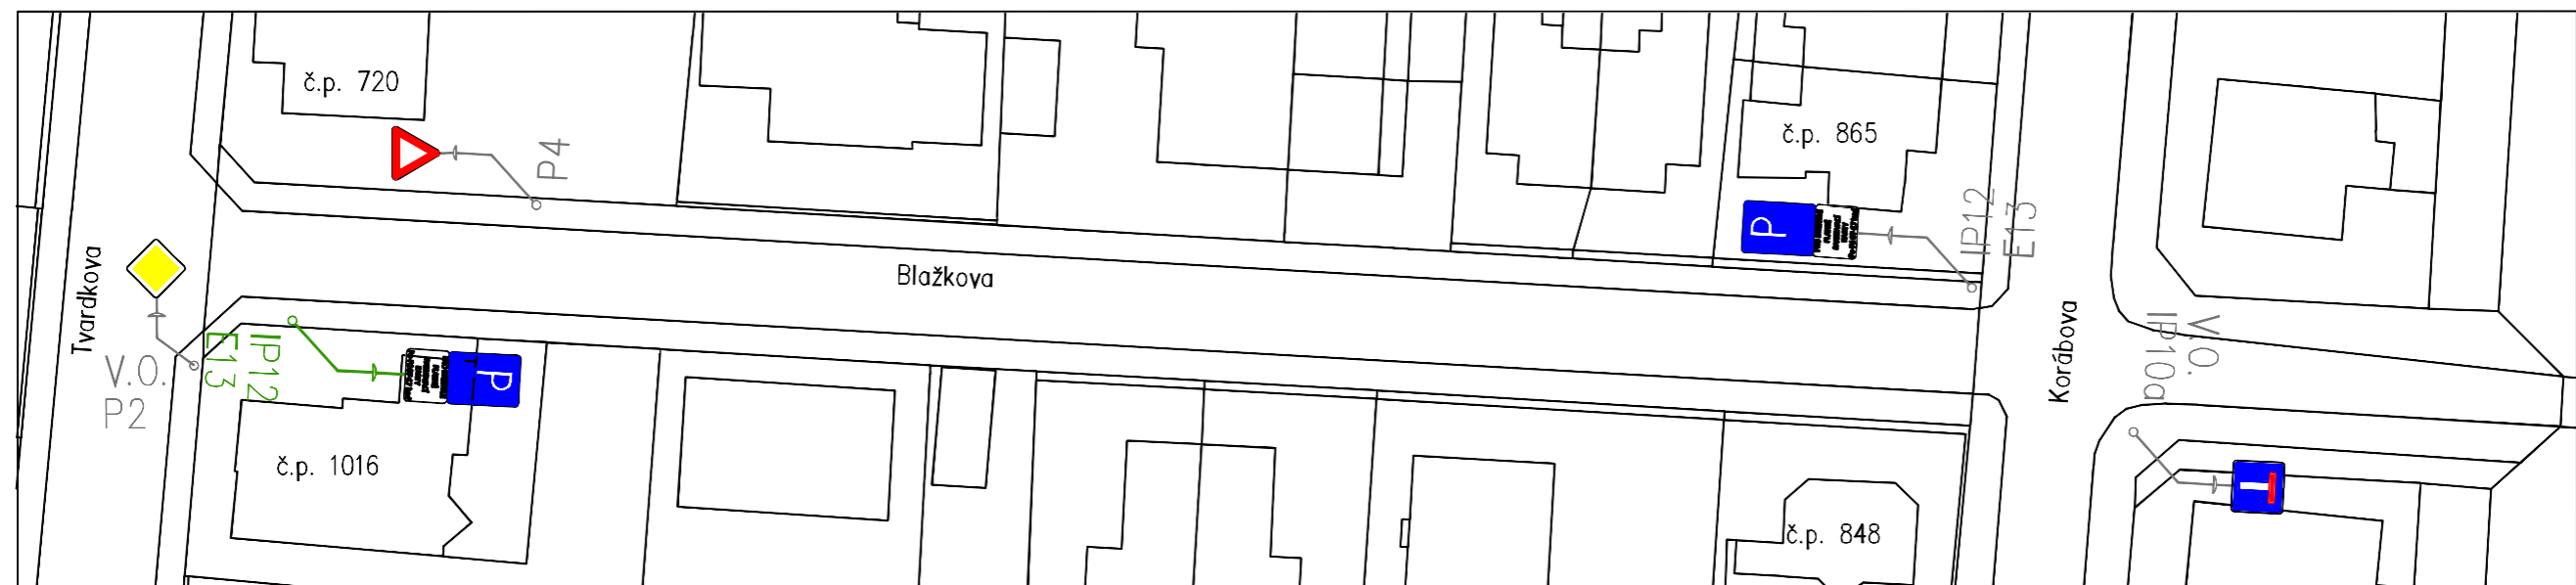 č.p. 720
P4
č.p. 865
P
IP12
E13
Tvardkova
Blažkova
Korábova
V.O.
IP10a
V.O.
P2
E13
IP12
P
č.p. 1016
č.p. 848